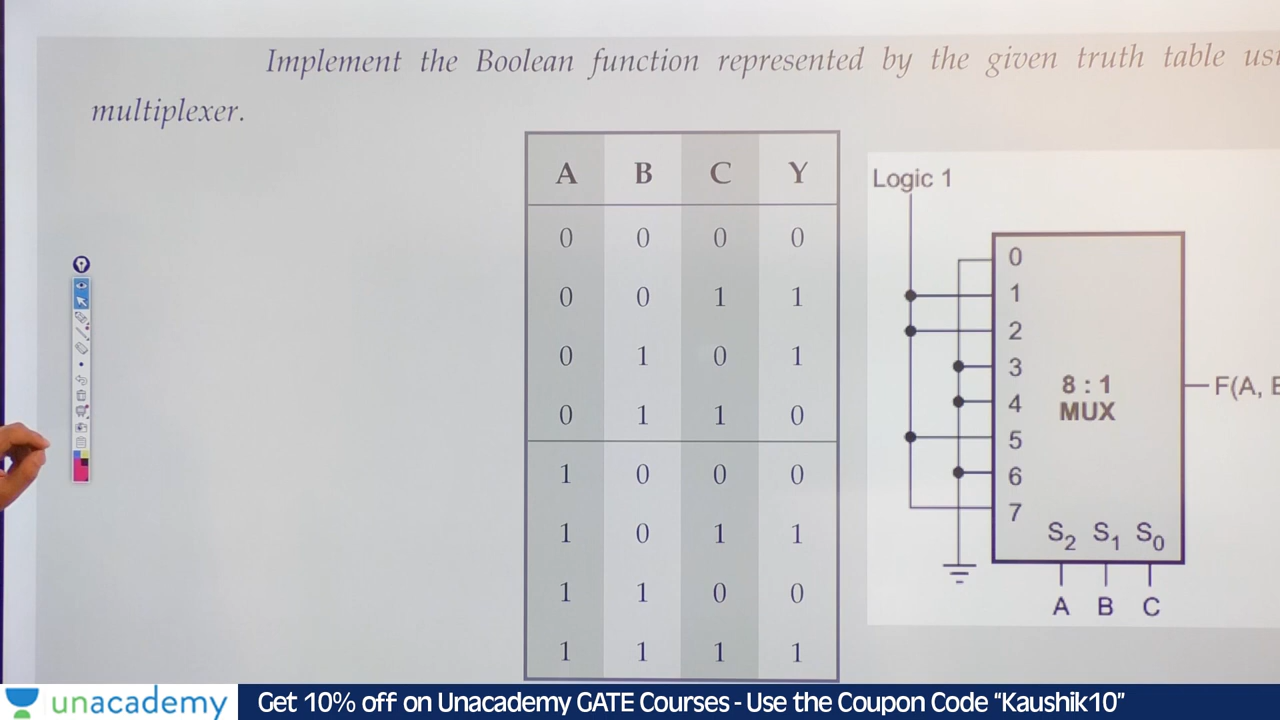 Implement the Boolean function represented by the given truth table
multiplexer.
A B C Y
0 0 0 0
0 0 1 1
0 1 0 1
0 1 1 0
1 0 0 0
1 0 1 1
1 1 0 0
1 1 1 1
Logic 1
0
1
2
3
4
5
6
7
8 : 1
MUX
S2 S1 S0
A B C
F(A,
unacademy
Get 10% off on Unacademy GATE Courses - Use the Coupon Code “Kaushik10”